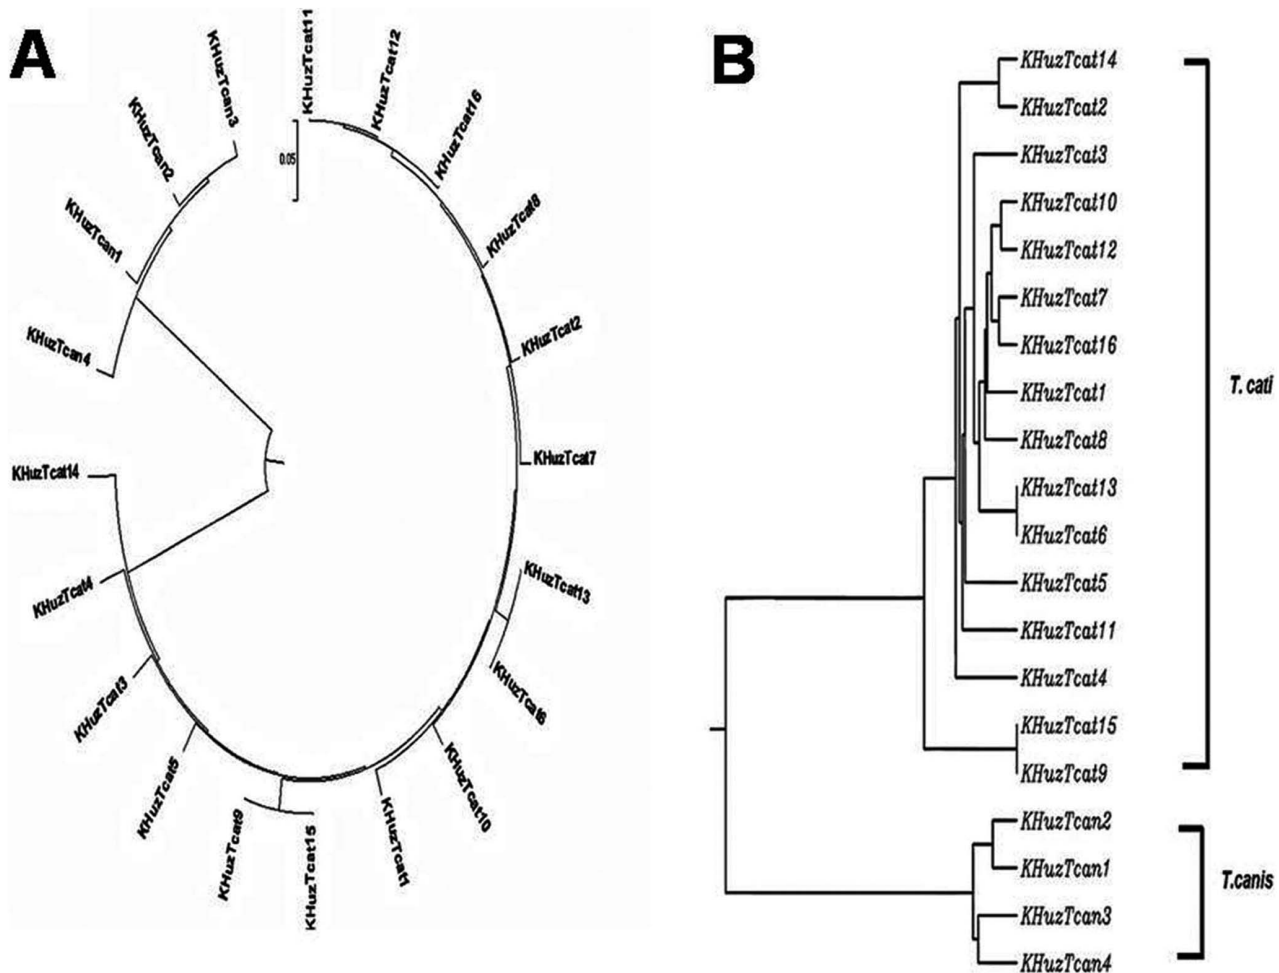 A
KHuzTcat11
KHuzTcat12
KHuzTcat16
KHuzTcat8
KHuzTcat2
KHuzTcat7
KHuzTcat13
KHuzTcat6
KHuzTcat10
KHuzTcat1
KHuzTcat15
KHuzTcat9
KHuzTcat5
KHuzTcat3
KHuzTcat4
KHuzTcat14
KHuzTcan4
KHuzTcan1
KHuzTcan2
KHuzTcan3
0.05
B
KHuzTcat14
KHuzTcat2
KHuzTcat3
KHuzTcat10
KHuzTcat12
KHuzTcat7
KHuzTcat16
KHuzTcat1
KHuzTcat8
KHuzTcat13
KHuzTcat6
KHuzTcat5
KHuzTcat11
KHuzTcat4
KHuzTcat15
KHuzTcat9
KHuzTcan2
KHuzTcan1
KHuzTcan3
KHuzTcan4
T. cati
T.canis